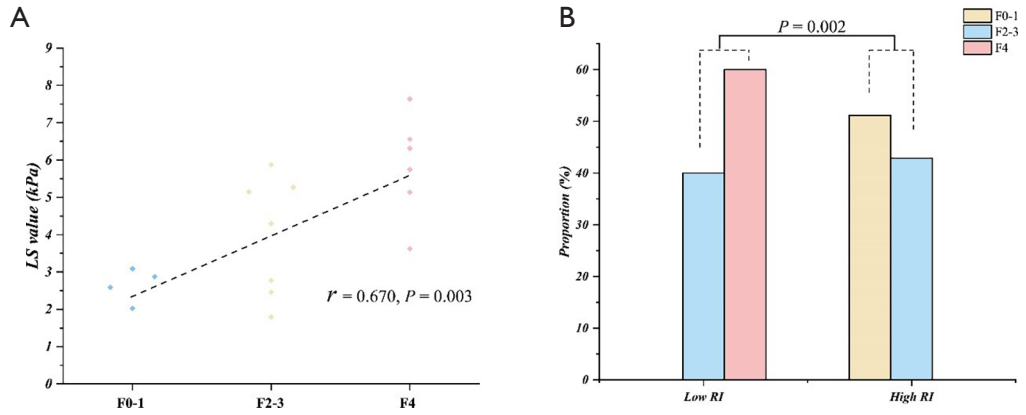 A
9
8
7
6
5
4
3
2
1
0
LS value (kPa)
r = 0.670, P = 0.003
F0-1
F2-3
F4
B
P = 0.002
F0-1
F2-3
F4
60
50
40
30
20
10
0
Proportion (%)
Low RI
High RI